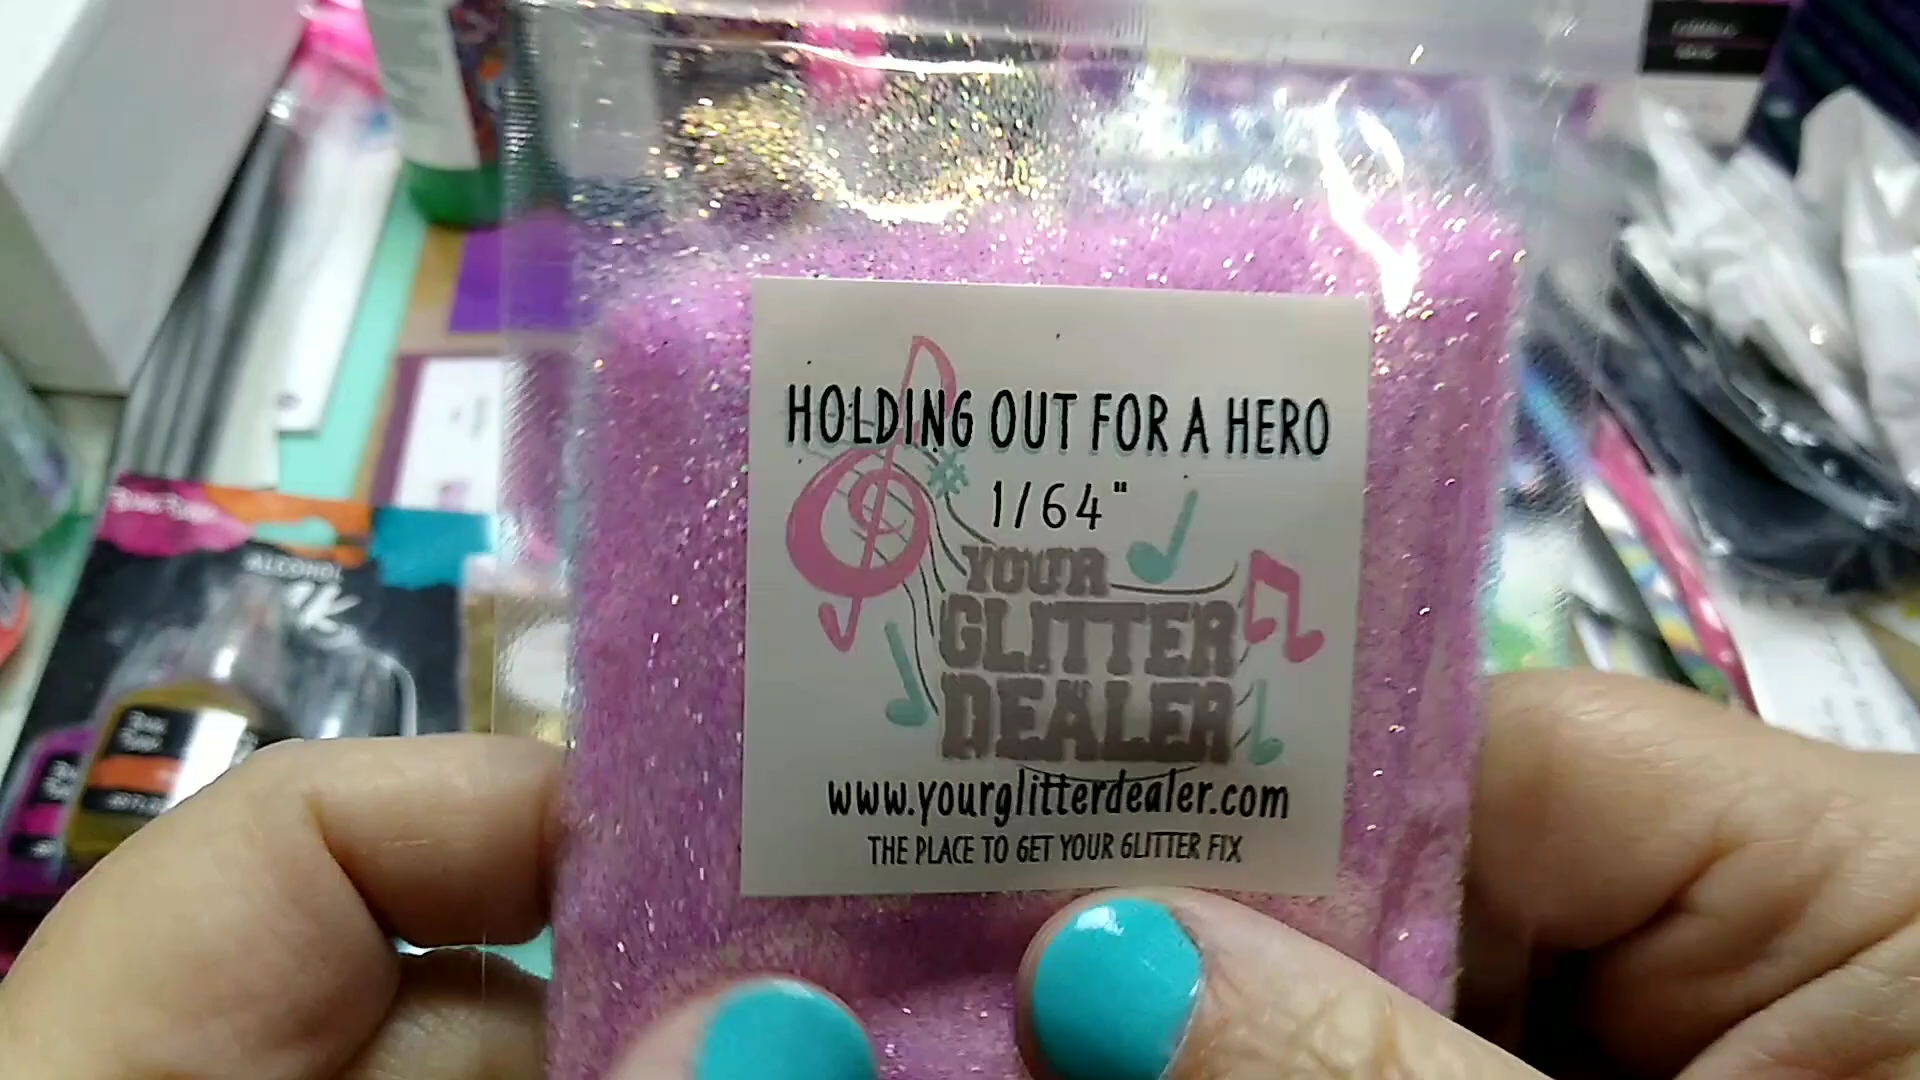 HOLDING OUT FOR A HERO
1/64"
YOUR
GLITTER
DEALER
www.yourglitterdealer.com
THE PLACE TO GET YOUR GLITTER FIX
ALCOHOL